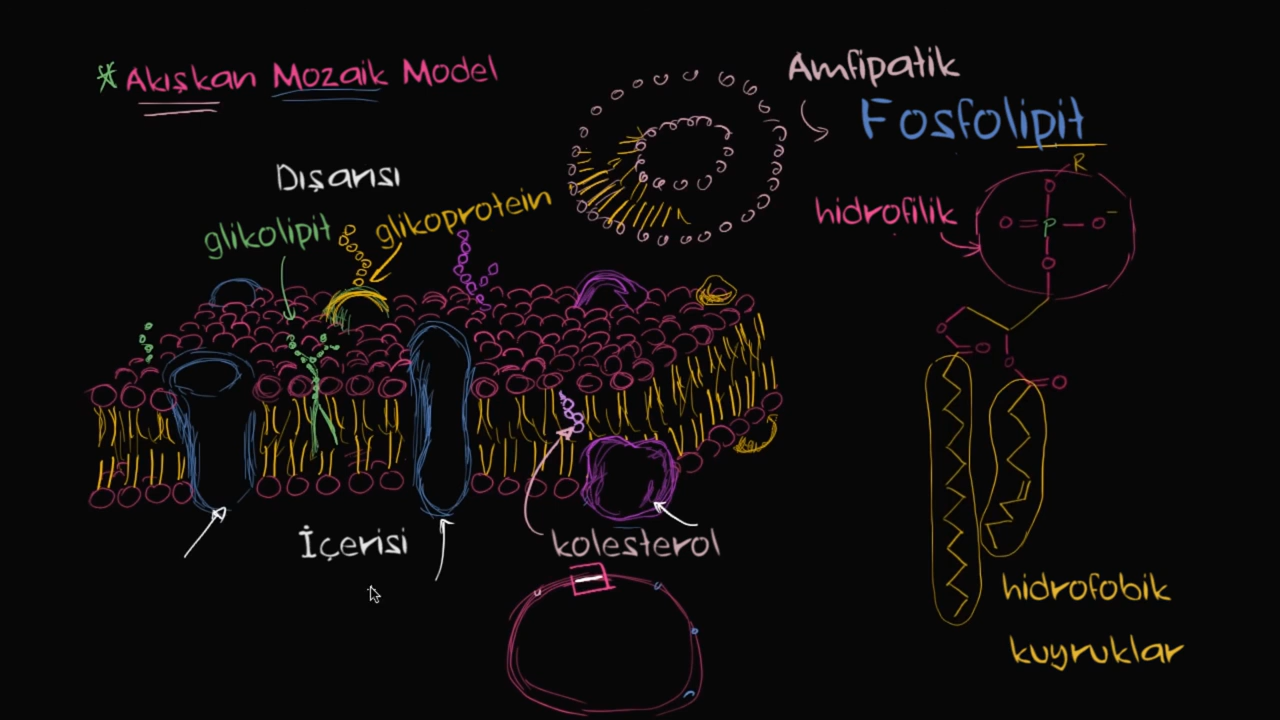 * Akışkan Mozaik Model
Amfipatik
Fosfolipit
Dışarısı
glikolipit
glikoprotein
hidrofilik
R
O
O = P — O⁻
O
O
O
O
O
İçerisi
kolesterol
hidrofobik
kuyruklar